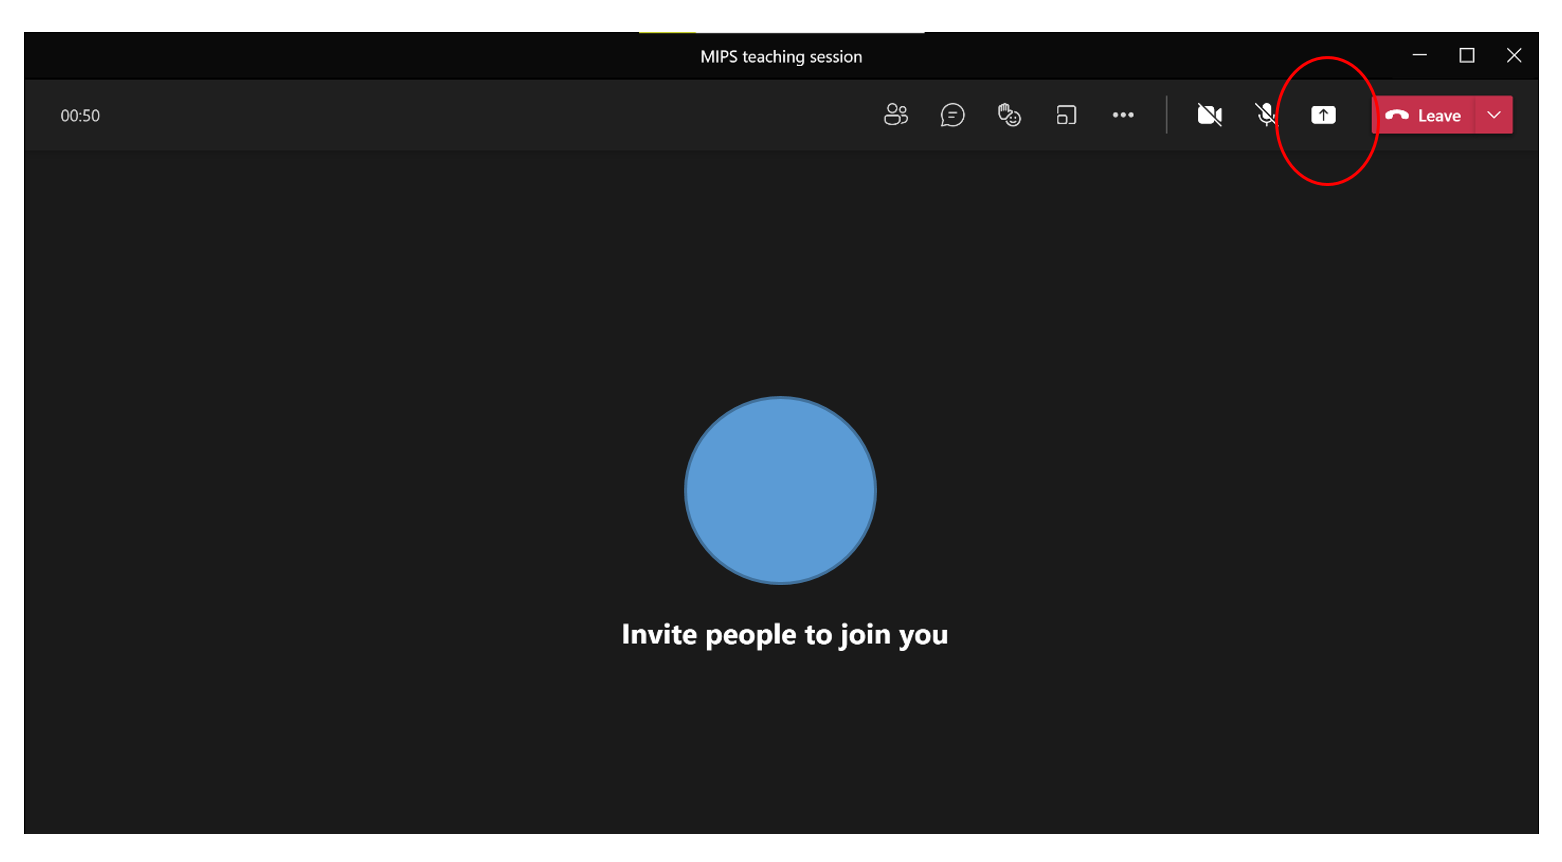 MIPS teaching session
00:50
Leave
Invite people to join you